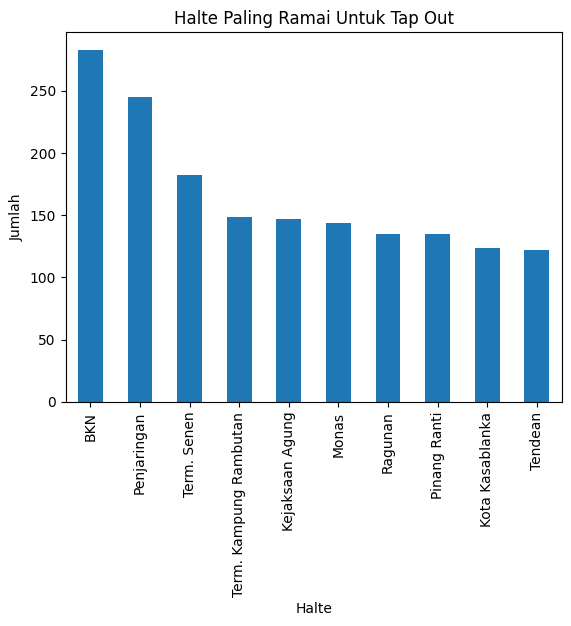 Halte Paling Ramai Untuk Tap Out
Jumlah
250
200
150
100
50
0
BKN
Penjaringan
Term. Senen
Term. Kampung Rambutan
Kejaksaan Agung
Monas
Ragunan
Pinang Ranti
Kota Kasablanka
Tendean
Halte